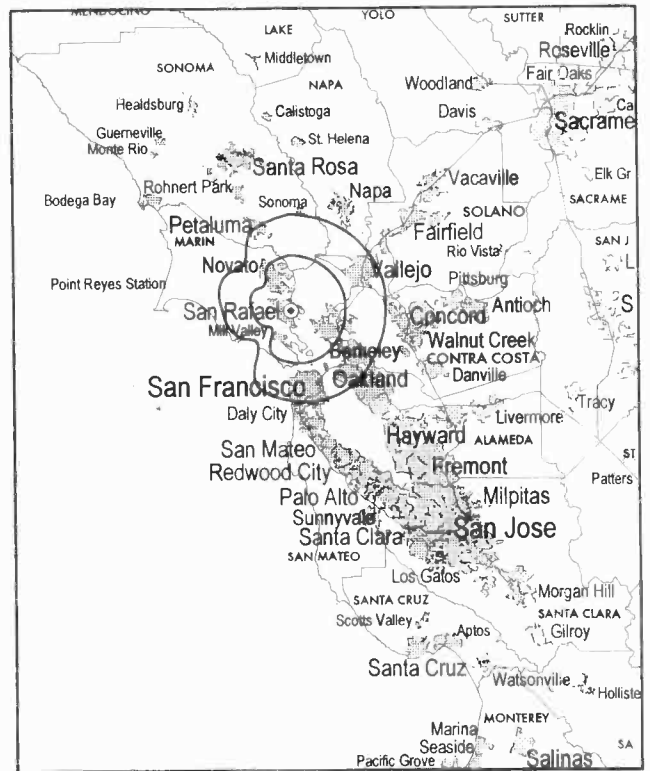 MENDOCINO
YOLO
SUTTER
LAKE
Rocklin
Roseville
Middletown
SONOMA
Fair Oaks
NAPA
Woodland
Healdsburg
Calistoga
Davis
Ca
Sacrame
Guerneville
St. Helena
Monte Rio
Santa Rosa
Vacaville
Elk Gr
Rohnert Park
Napa
Bodega Bay
Sonoma
SOLANO
SACRAME
Petaluma
Fairfield
MARIN
Rio Vista
SAN J
Novato
Vallejo
L
Point Reyes Station
Pittsburg
San Rafael
Concord
Antioch
S
Mill Valley
Walnut Creek
Berkeley
CONTRA COSTA
San Francisco
Oakland
Danville
Daly City
Livermore
Tracy
Hayward
ALAMEDA
San Mateo
ST
Redwood City
Fremont
Patters
Palo Alto
Milpitas
Sunnyvale
San Jose
Santa Clara
SAN MATEO
Los Gatos
Morgan Hill
SANTA CRUZ
SANTA CLARA
Scotts Valley
Aptos
Gilroy
Santa Cruz
Watsonville
Holliste
MONTEREY
Marina
Seaside
SA
Pacific Grove
Salinas